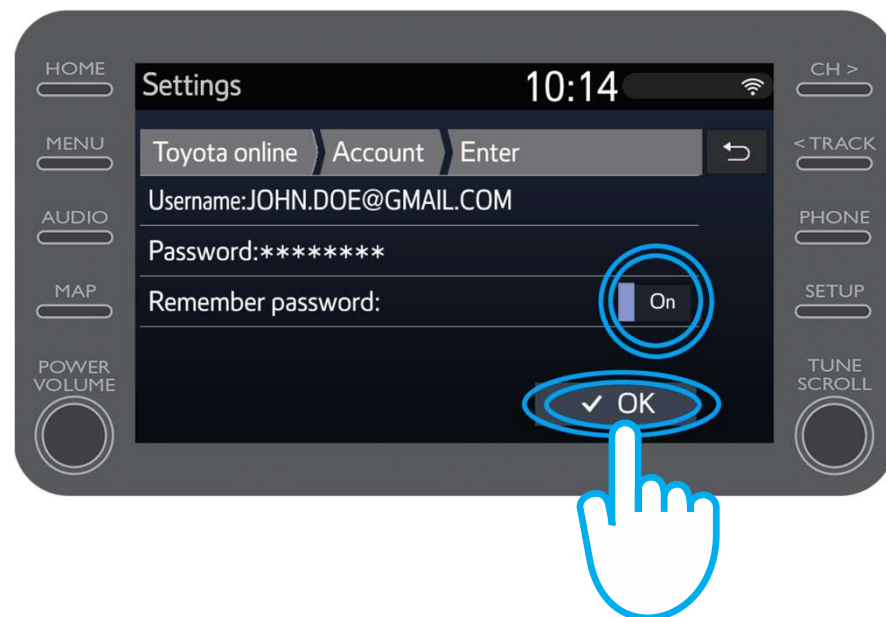 HOME
MENU
AUDIO
MAP
POWER
VOLUME
Settings
10:14
Toyota online
Account
Enter
Username:JOHN.DOE@GMAIL.COM
Password:********
Remember password:
On
✓ OK
CH >
< TRACK
PHONE
SETUP
TUNE
SCROLL